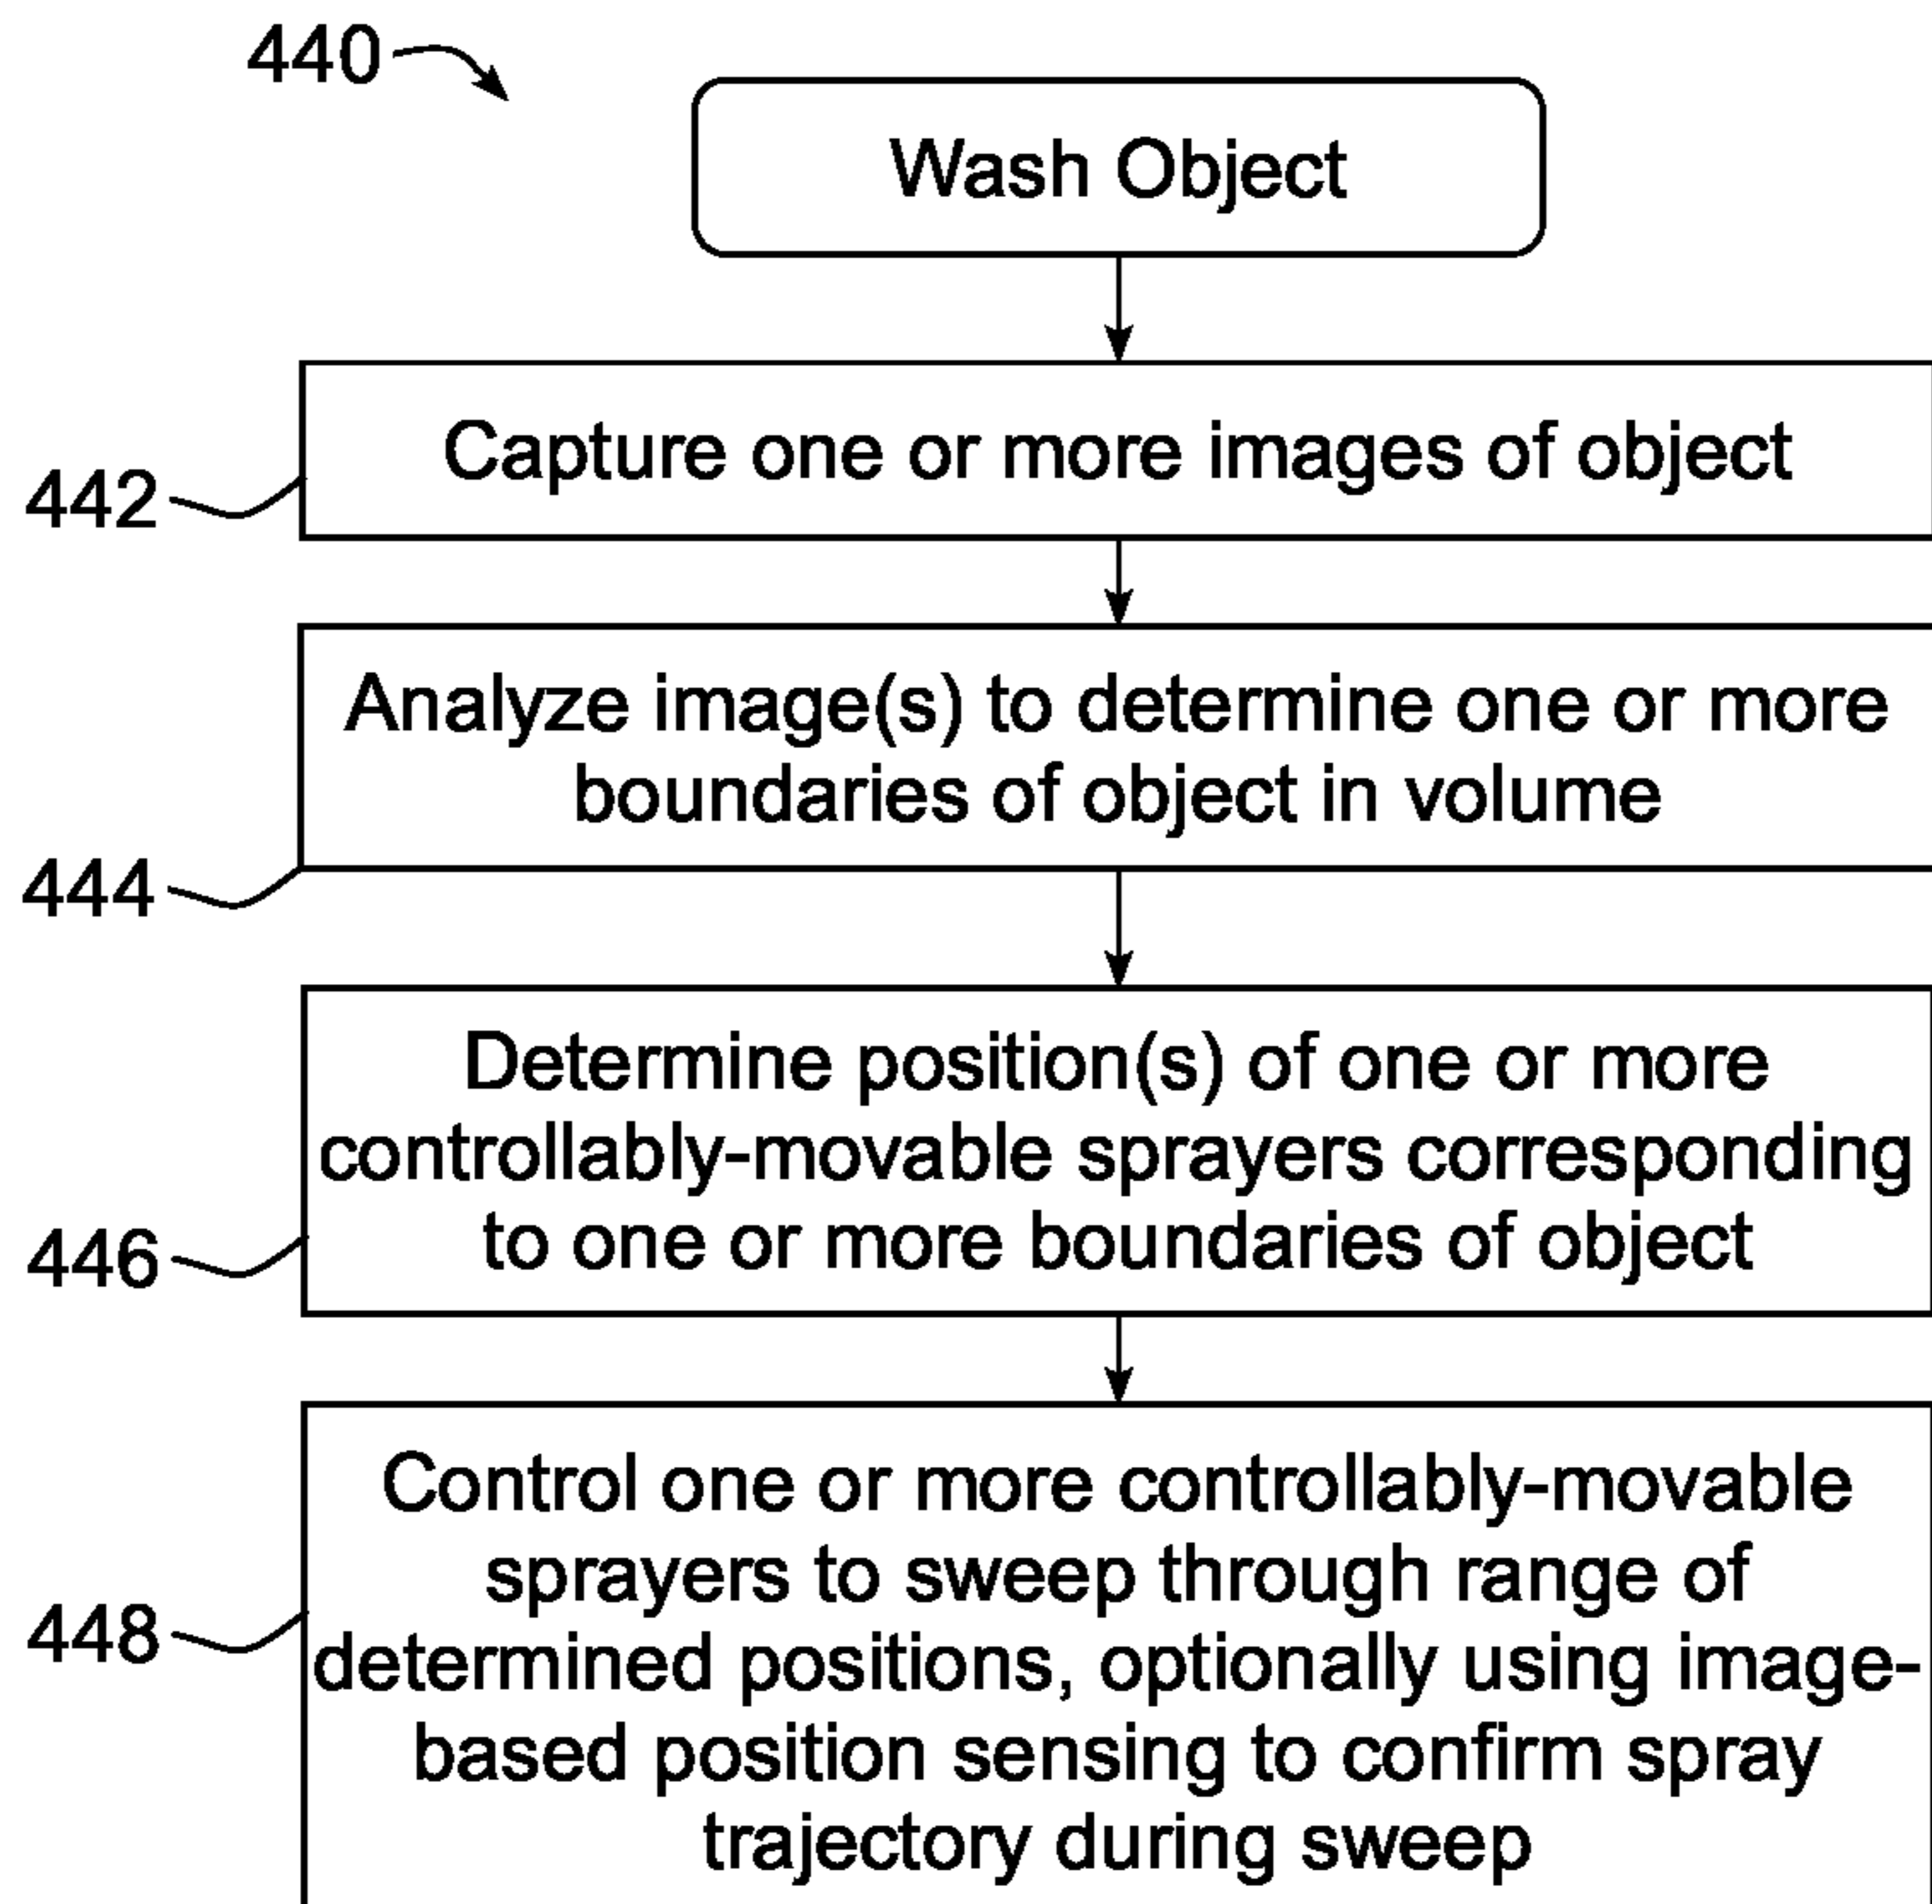 440
Wash Object
Capture one or more images of object
442
Analyze image(s) to determine one or more
boundaries of object in volume
444
Determine position(s) of one or more
controllably-movable sprayers corresponding
to one or more boundaries of object
446
Control one or more controllably-movable
sprayers to sweep through range of
determined positions, optionally using image-
based position sensing to confirm spray
trajectory during sweep
448